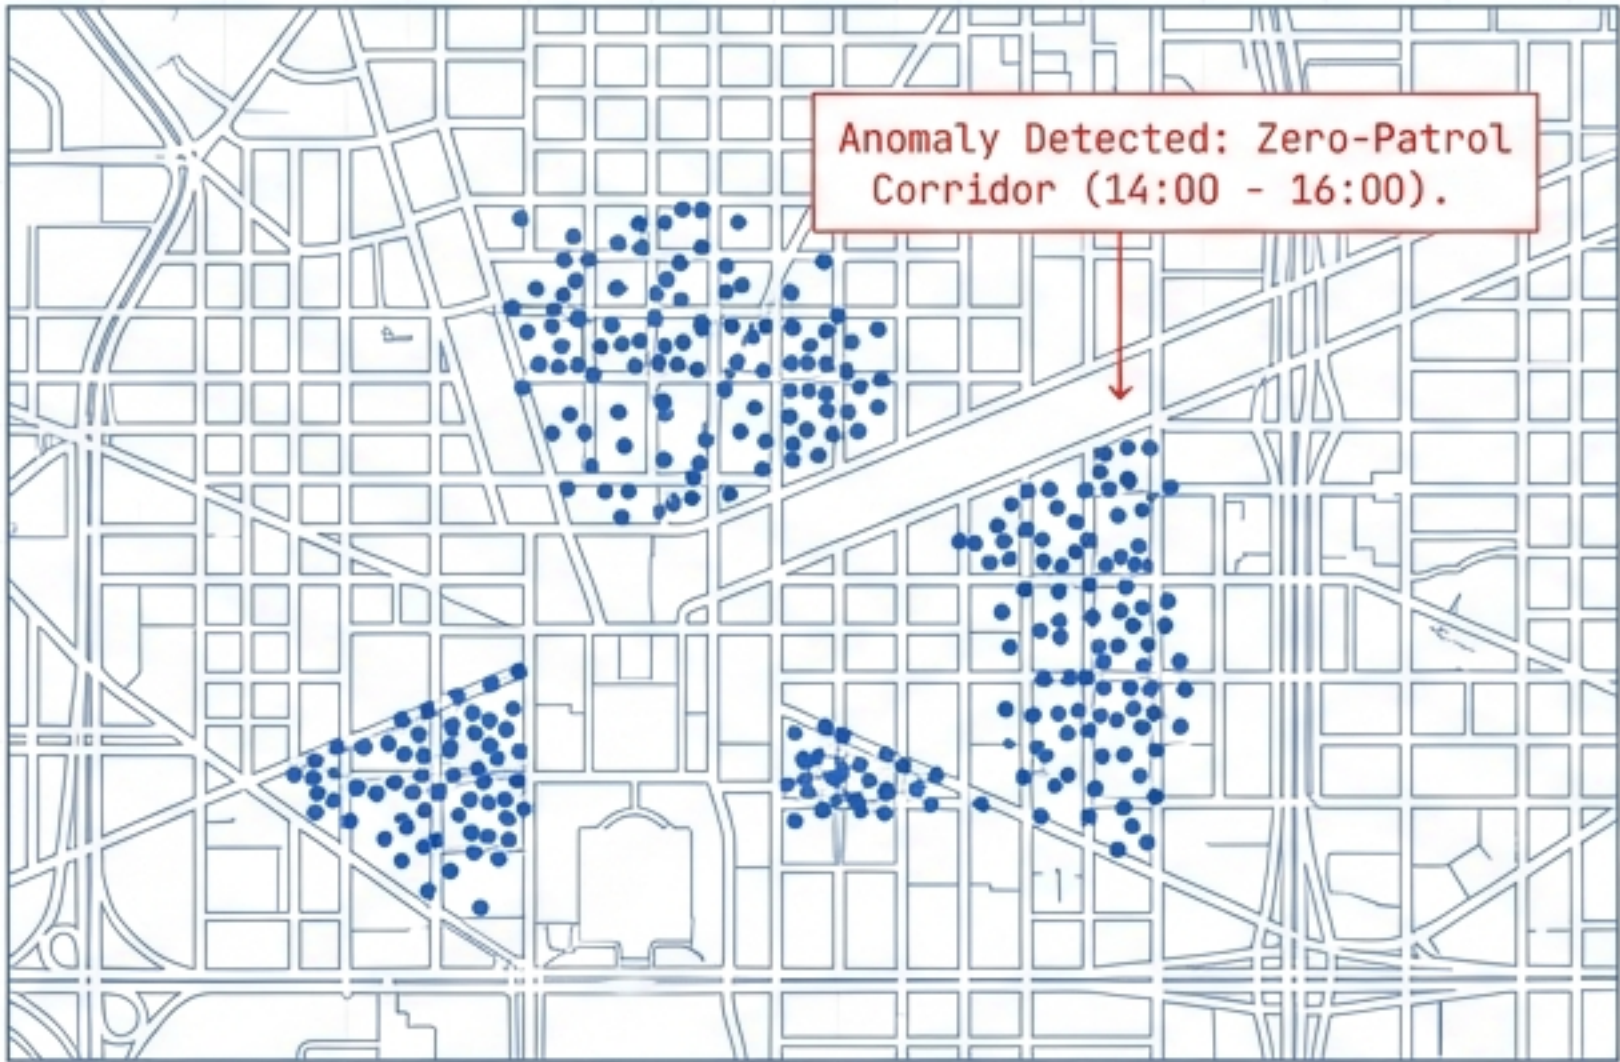 Anomaly Detected: Zero-Patrol
Corridor (14:00 - 16:00).